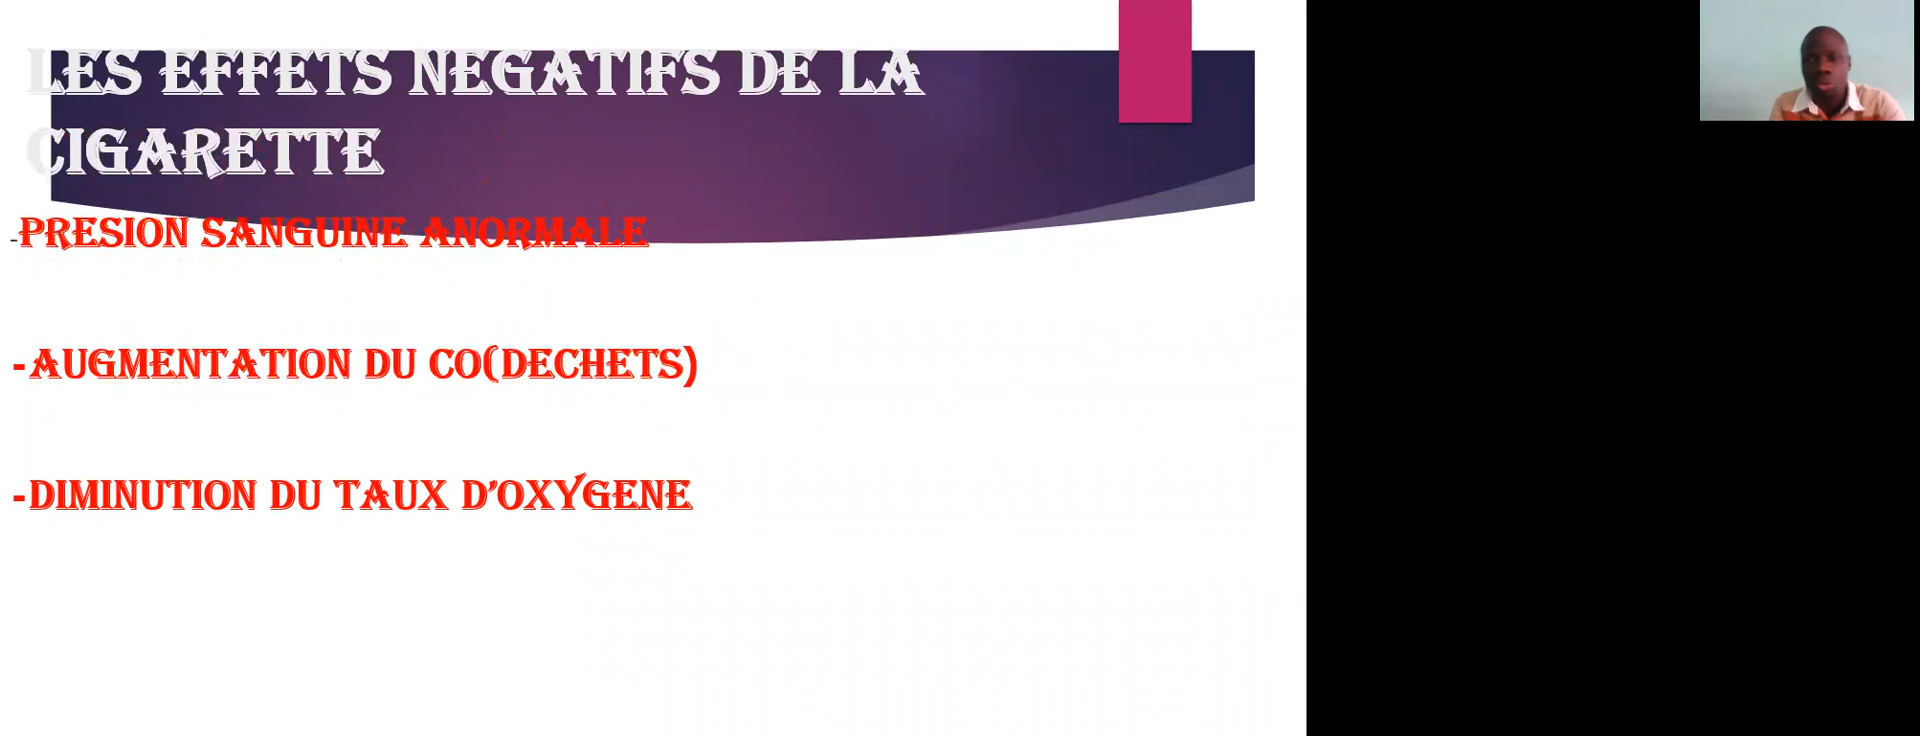 LES EFFETS NEGATIFS DE LA
CIGARETTE
-PRESION SANGUINE ANORMALE
-AUGMENTATION DU CO(DECHETS)
-DIMINUTION DU TAUX D'OXYGENE